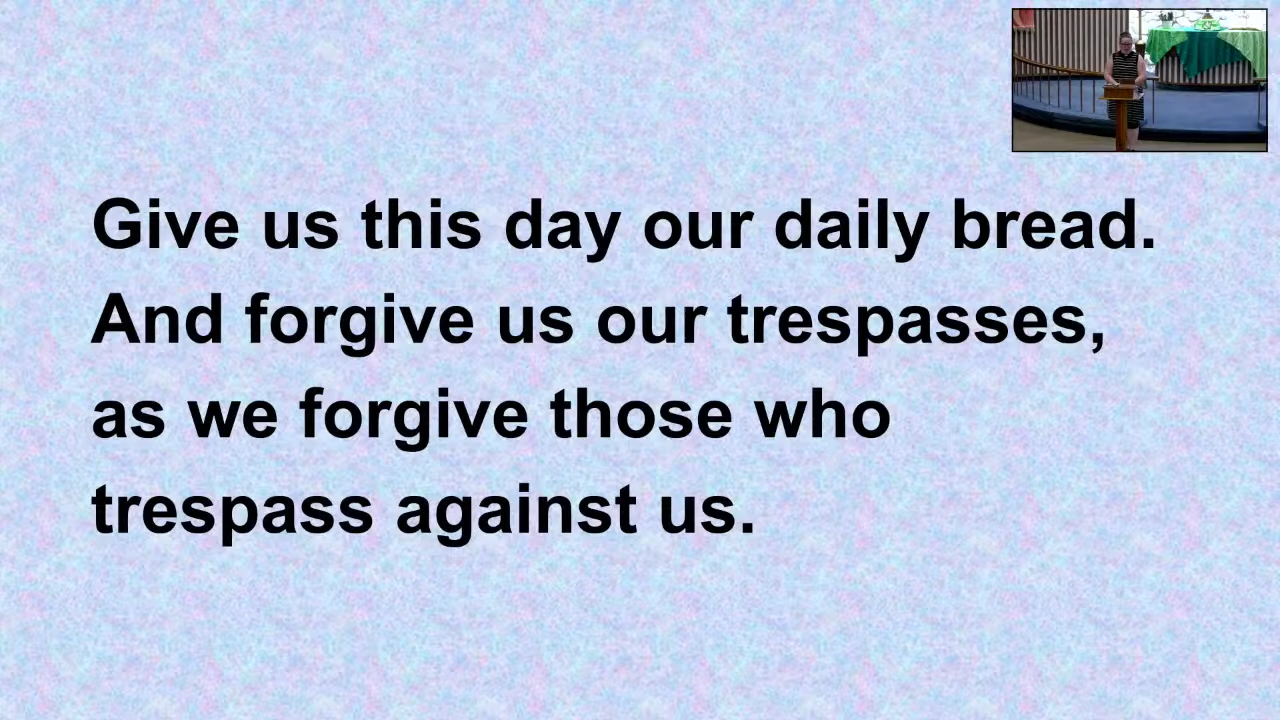 Give us this day our daily bread.
And forgive us our trespasses,
as we forgive those who
trespass against us.